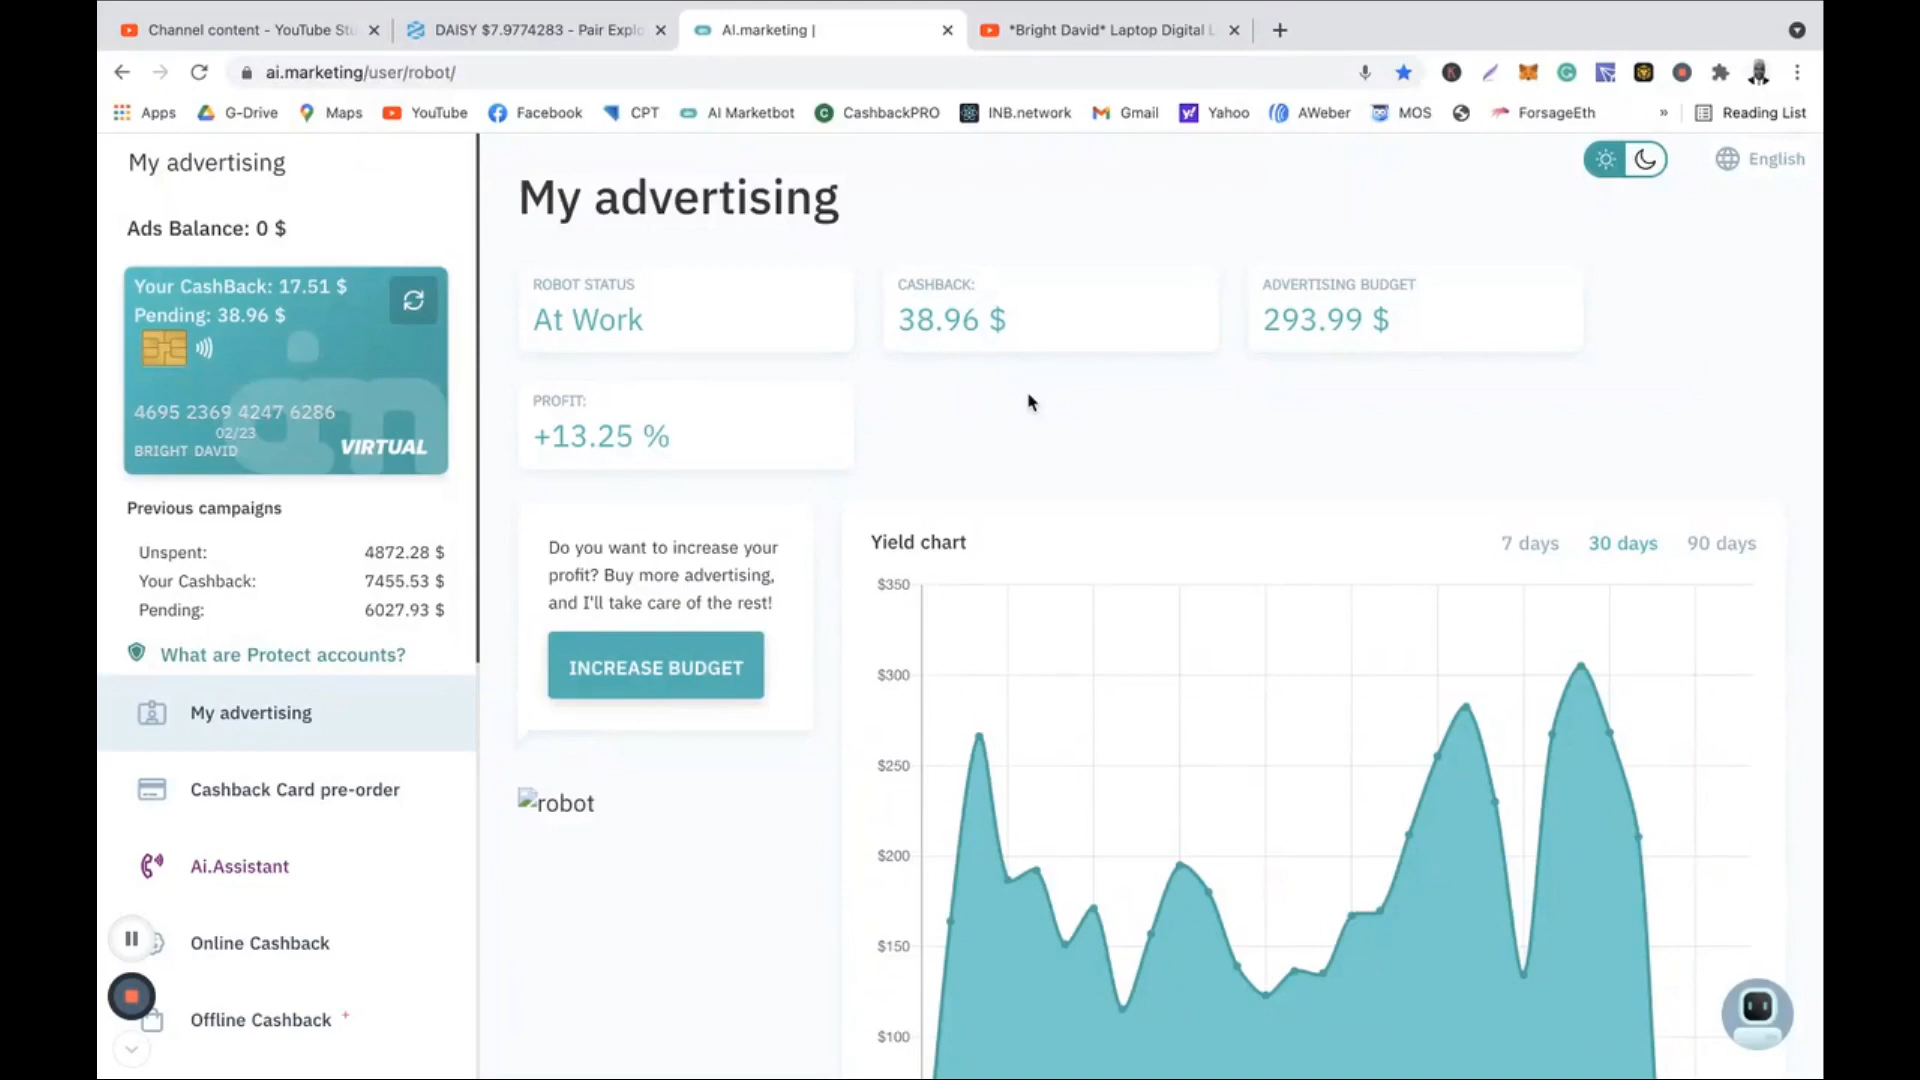 Channel content - YouTube Stu
DAISY $7.9774283 - Pair Explo
AI.marketing |
*Bright David* Laptop Digital L
ai.marketing/user/robot/
Apps
G-Drive
Maps
YouTube
Facebook
CPT
AI Marketbot
CashbackPRO
INB.network
Gmail
Yahoo
AWeber
MOS
ForsageEth
»
Reading List
My advertising
Ads Balance: 0 $
Your CashBack: 17.51 $
Pending: 38.96 $
4695 2369 4247 6286
02/23
BRIGHT DAVID
VIRTUAL
Previous campaigns
Unspent: 4872.28 $
Your Cashback: 7455.53 $
Pending: 6027.93 $
What are Protect accounts?
My advertising
Cashback Card pre-order
Ai.Assistant
Online Cashback
Offline Cashback +
English
My advertising
ROBOT STATUS
At Work
CASHBACK:
38.96 $
ADVERTISING BUDGET
293.99 $
PROFIT:
+13.25 %
Do you want to increase your
profit? Buy more advertising,
and I'll take care of the rest!
INCREASE BUDGET
robot
Yield chart
7 days
30 days
90 days
$350
$300
$250
$200
$150
$100